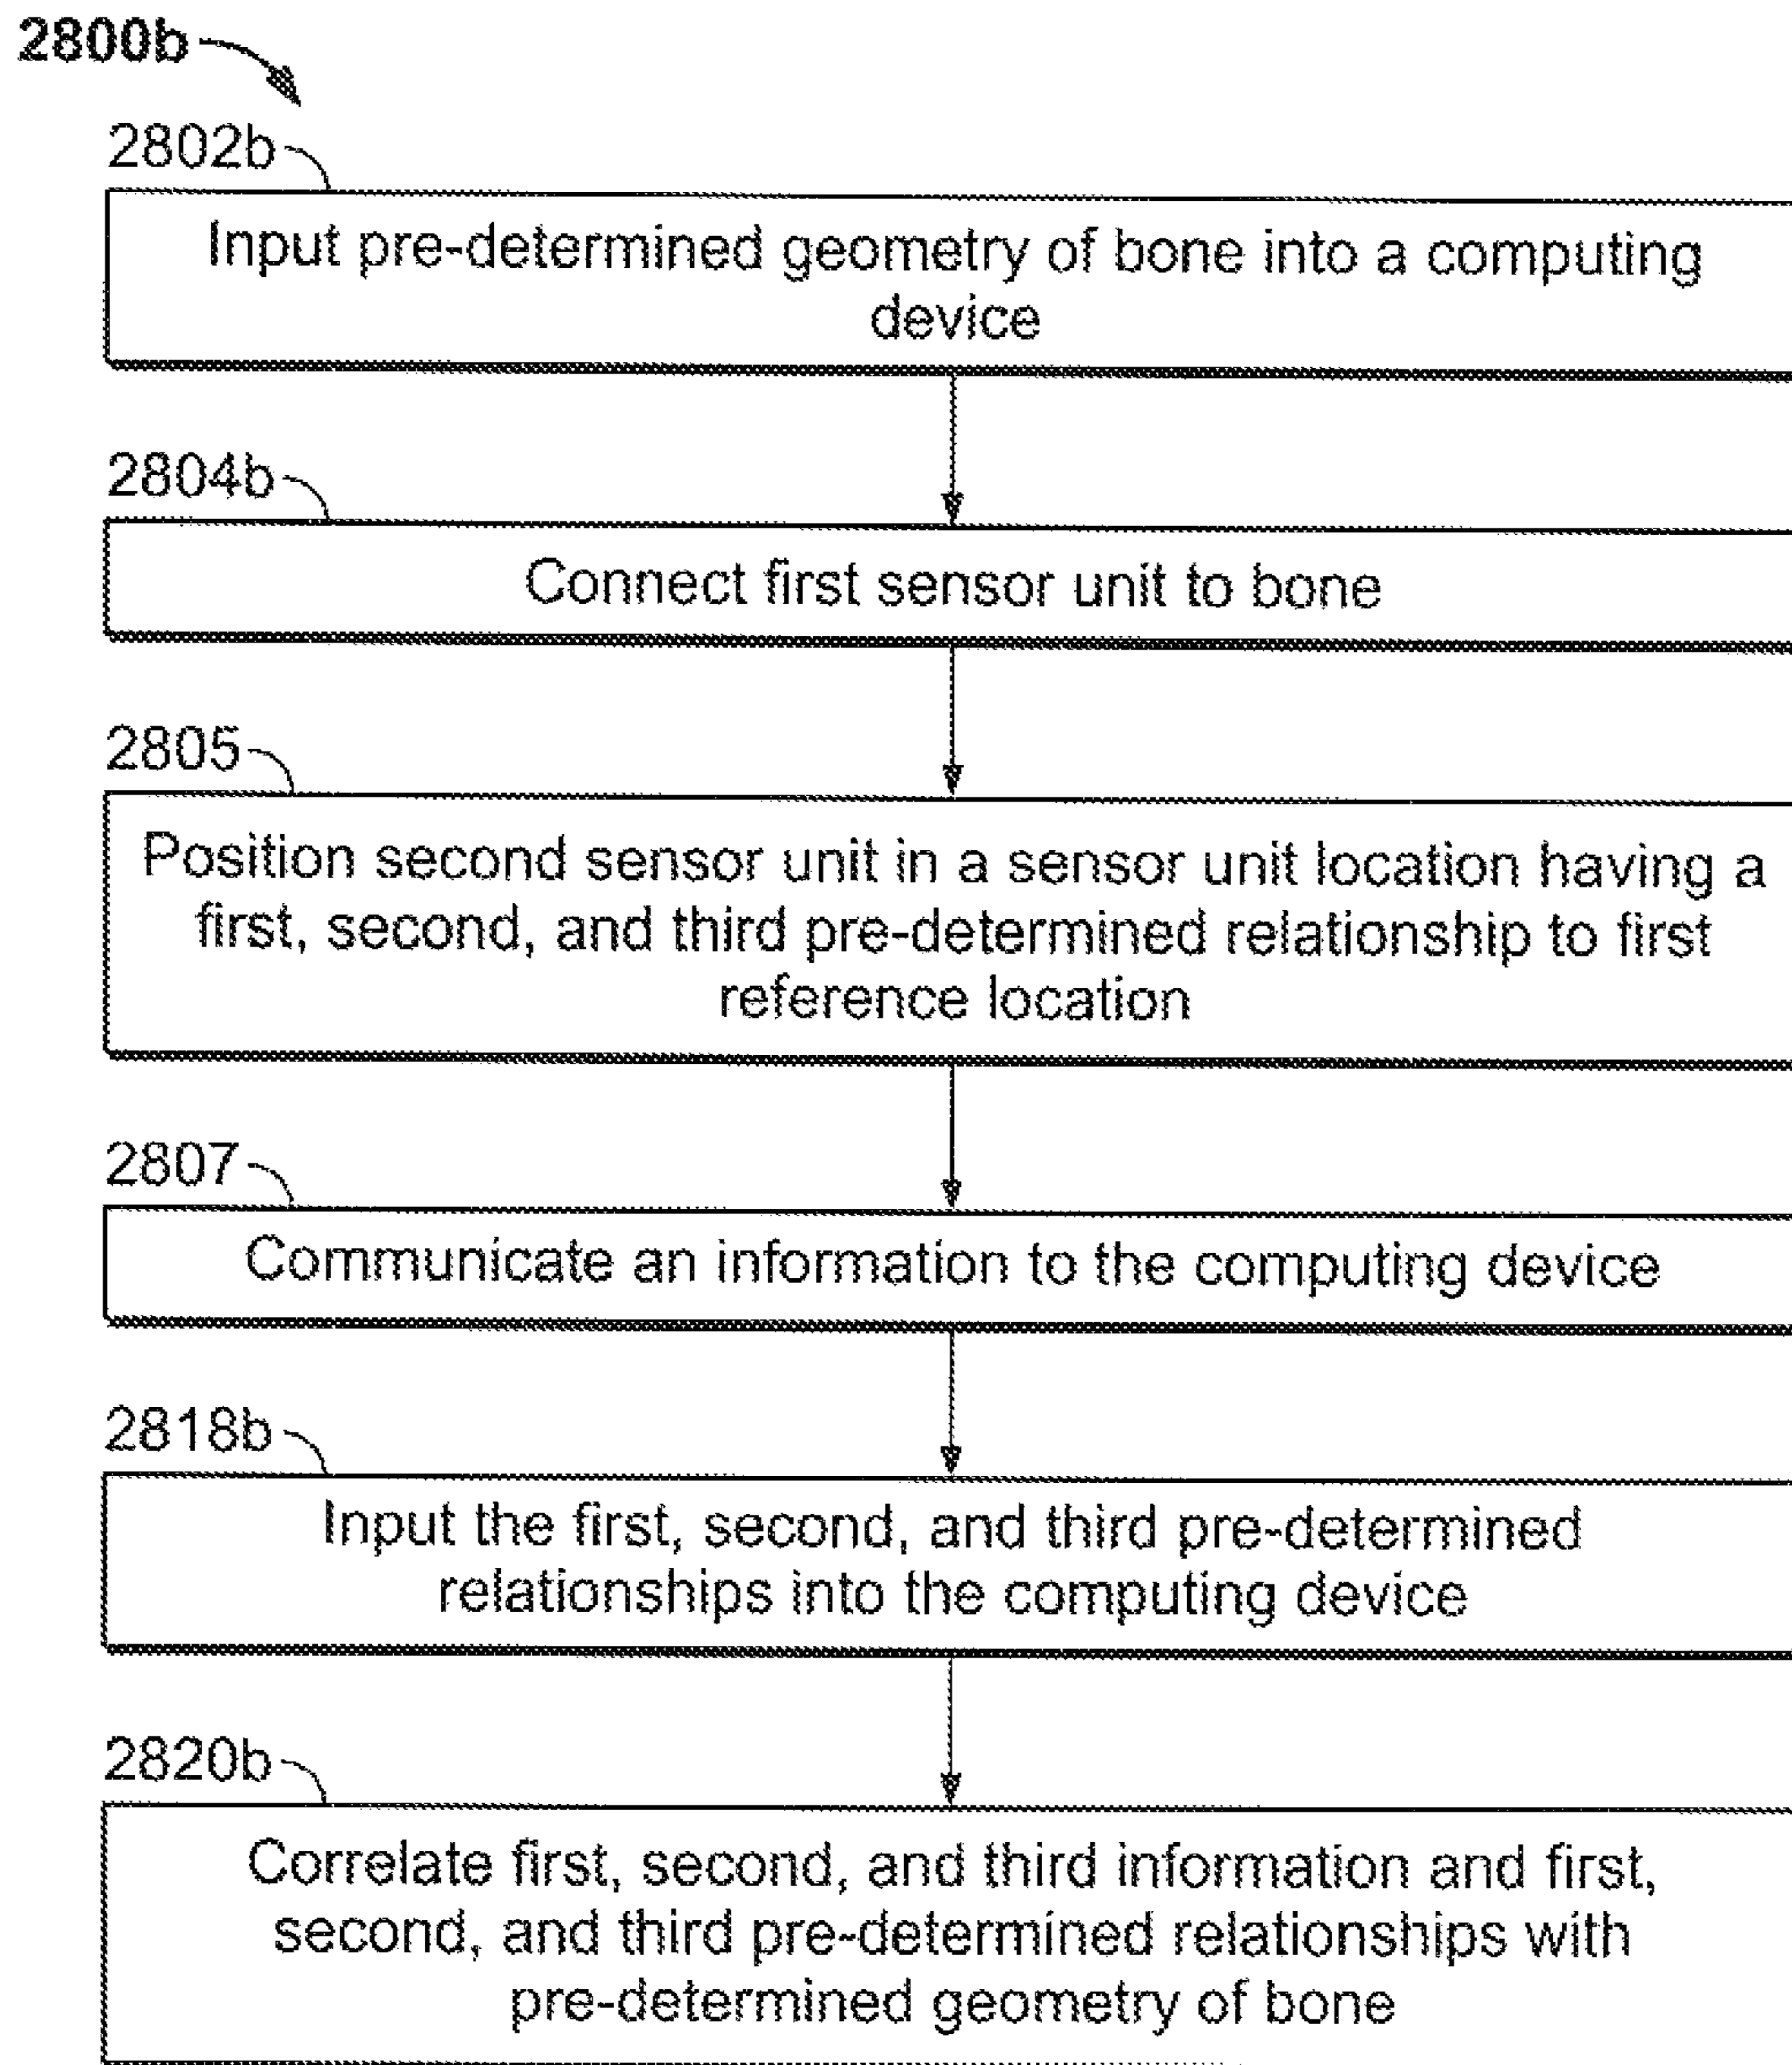 2800b
2802b
Input pre-determined geometry of bone into a computing
device
2804b
Connect first sensor unit to bone
2805
Position second sensor unit in a sensor unit location having a
first, second, and third pre-determined relationship to first
reference location
2807
Communicate an information to the computing device
2818b
Input the first, second, and third pre-determined
relationships into the computing device
2820b
Correlate first, second, and third information and first,
second, and third pre-determined relationships with
pre-determined geometry of bone